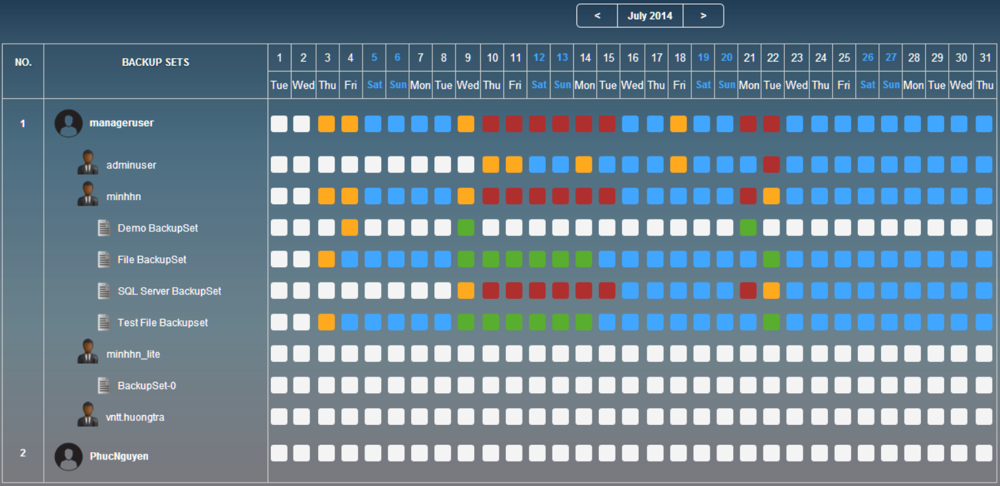 < July 2014 >
NO. BACKUP SETS 1 2 3 4 5 6 7 8 9 10 11 12 13 14 15 16 17 18 19 20 21 22 23 24 25 26 27 28 29 30 31
Tue Wed Thu Fri Sat Sun Mon Tue Wed Thu Fri Sat Sun Mon Tue Wed Thu Fri Sat Sun Mon Tue Wed Thu Fri Sat Sun Mon Tue Wed Thu
1 manageruser
adminuser
minhhn
Demo BackupSet
File BackupSet
SQL Server BackupSet
Test File Backupset
minhhn_lite
BackupSet-0
vntt.huongtra
2 PhucNguyen